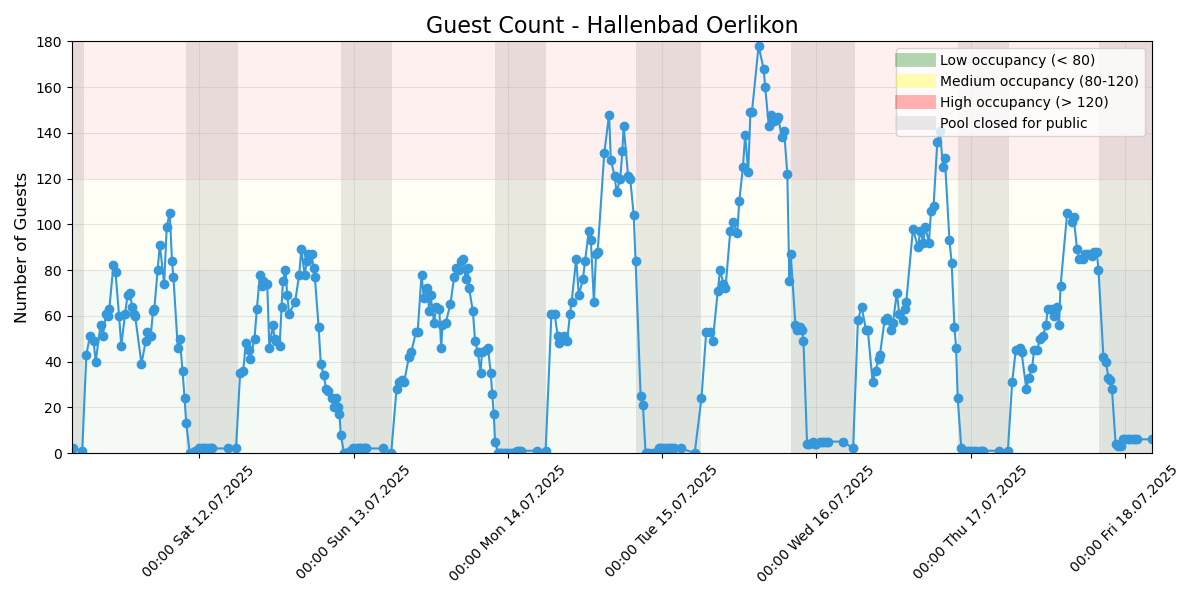 Guest Count - Hallenbad Oerlikon
Number of Guests
180
160
140
120
100
80
60
40
20
0
Low occupancy (< 80)
Medium occupancy (80-120)
High occupancy (> 120)
Pool closed for public
00:00 Sat 12.07.2025
00:00 Sun 13.07.2025
00:00 Mon 14.07.2025
00:00 Tue 15.07.2025
00:00 Wed 16.07.2025
00:00 Thu 17.07.2025
00:00 Fri 18.07.2025